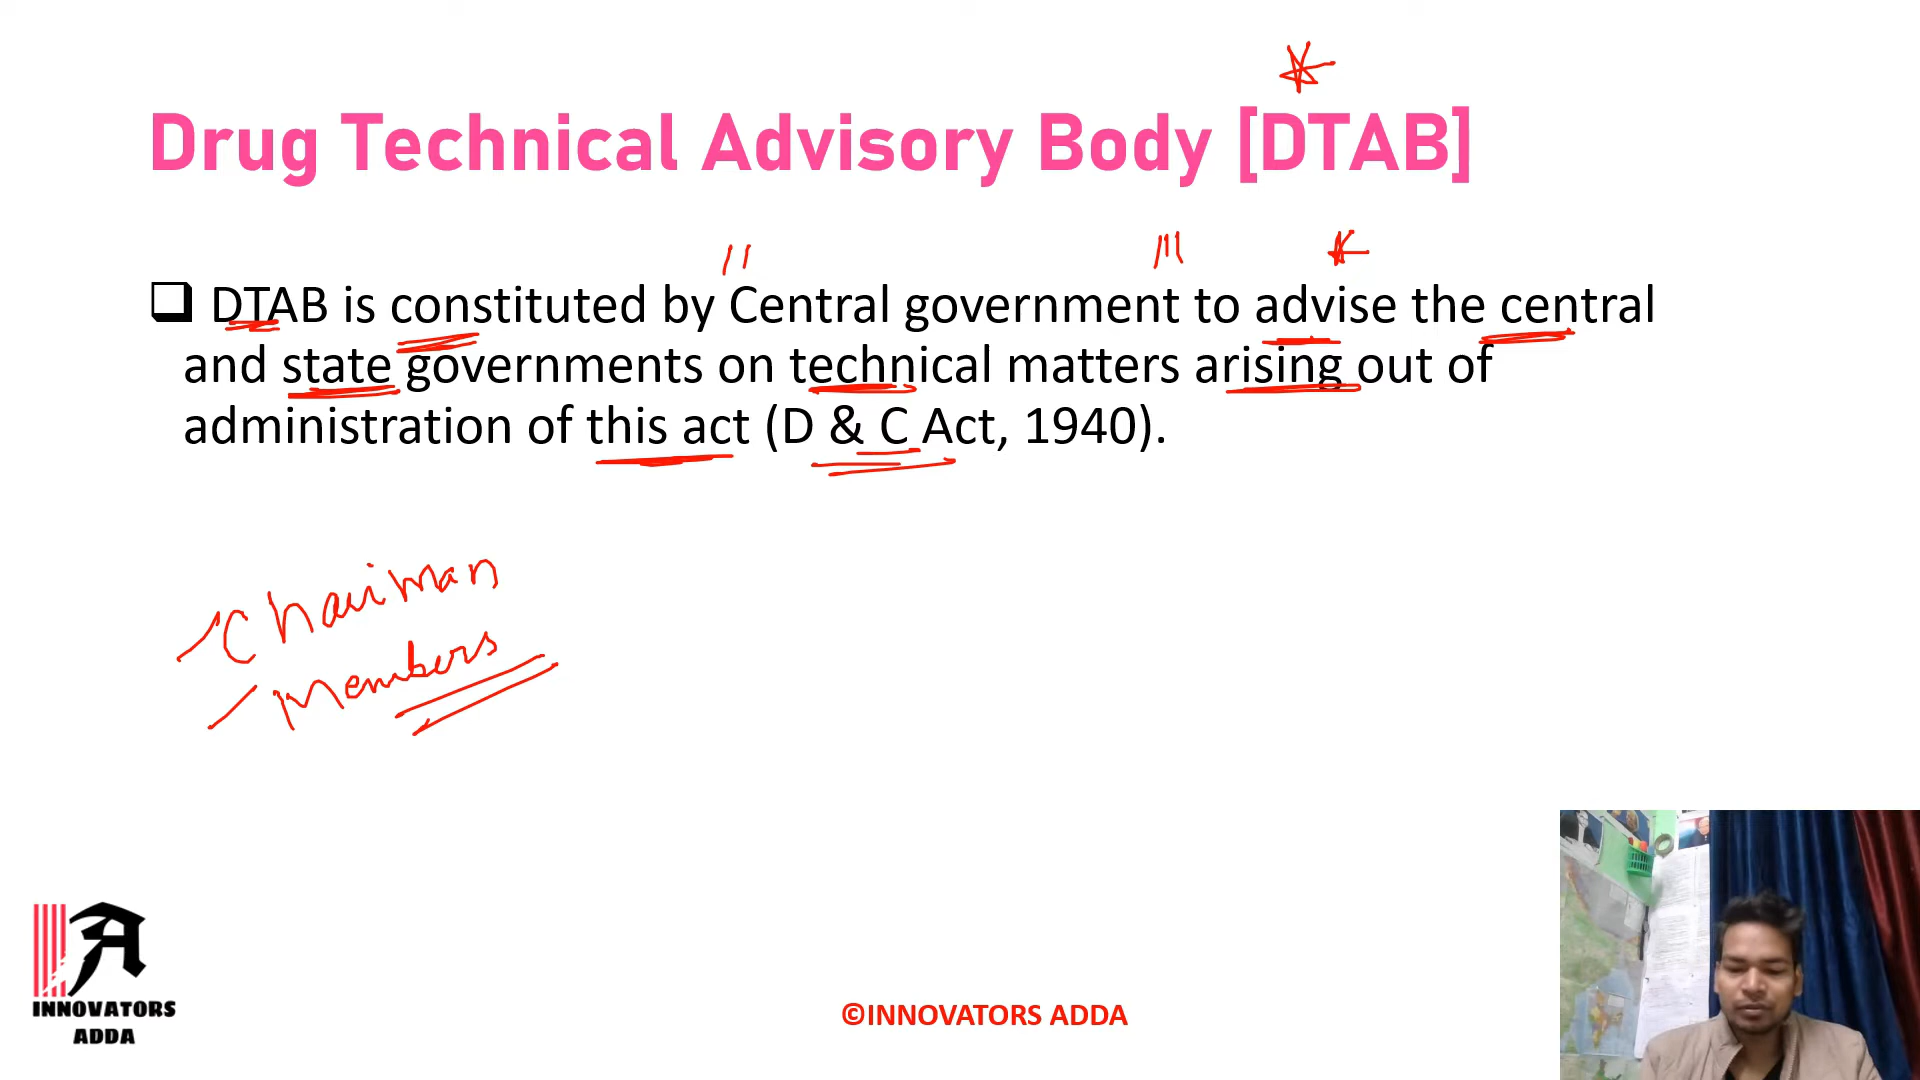 Drug Technical Advisory Body [DTAB]
❑ DTAB is constituted by Central government to advise the central
and state governments on technical matters arising out of
administration of this act (D & C Act, 1940).
Chairman
Members
A
INNOVATORS
ADDA
©INNOVATORS ADDA